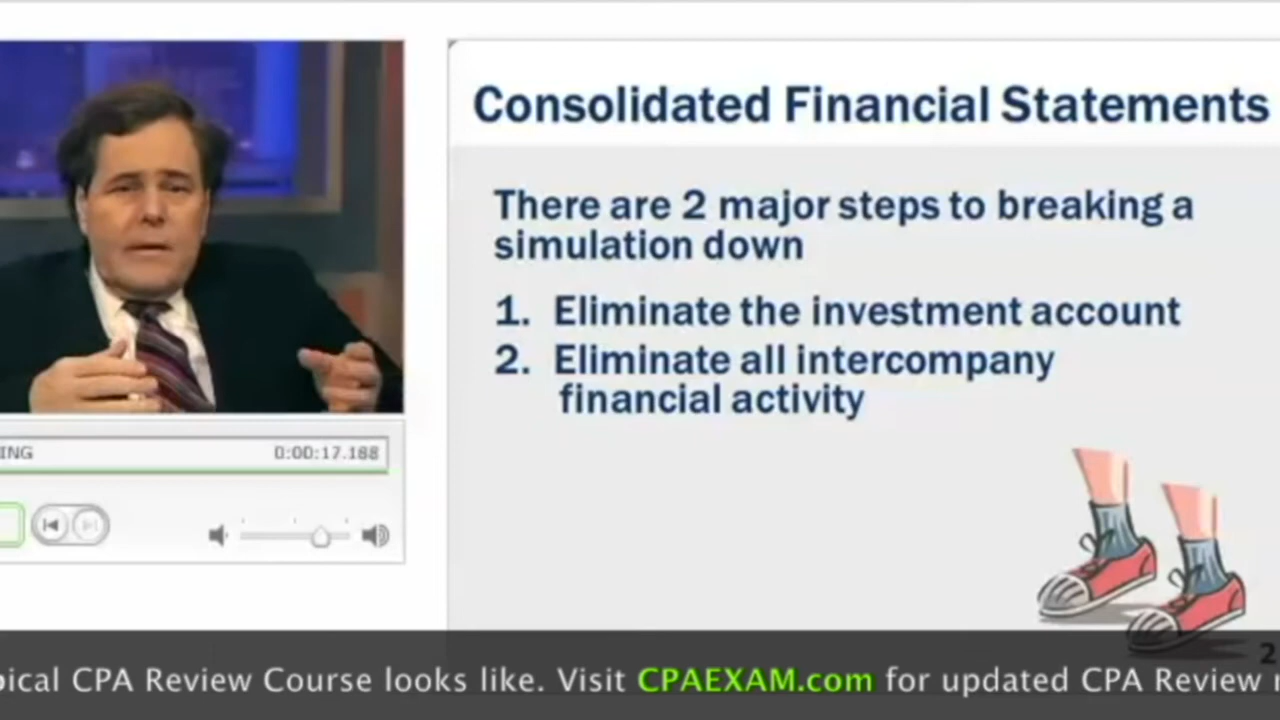 Consolidated Financial Statements
There are 2 major steps to breaking a
simulation down
1. Eliminate the investment account
2. Eliminate all intercompany
financial activity
ING 0:00:17.188
2
pical CPA Review Course looks like. Visit CPAEXAM.com for updated CPA Review